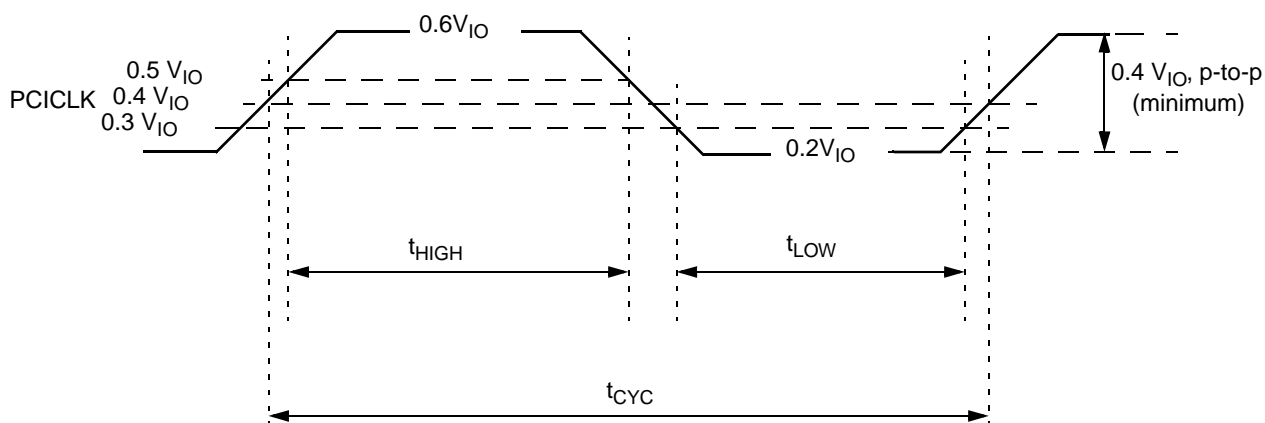 0.6V_IO
0.5 V_IO
PCICLK 0.4 V_IO
0.3 V_IO
0.4 V_IO, p-to-p
(minimum)
0.2V_IO
t_HIGH
t_LOW
t_CYC